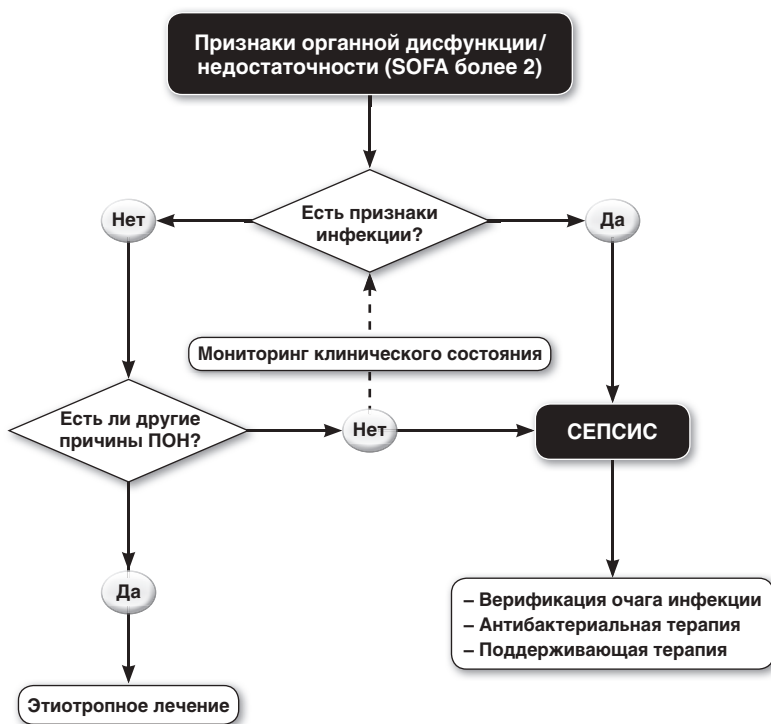 Признаки органной дисфункции/
недостаточности (SOFA более 2)
Нет
Есть признаки
инфекции?
Да
Мониторинг клинического состояния
Есть ли другие
причины ПОН?
Нет
СЕПСИС
Да
– Верификация очага инфекции
– Антибактериальная терапия
– Поддерживающая терапия
Этиотропное лечение